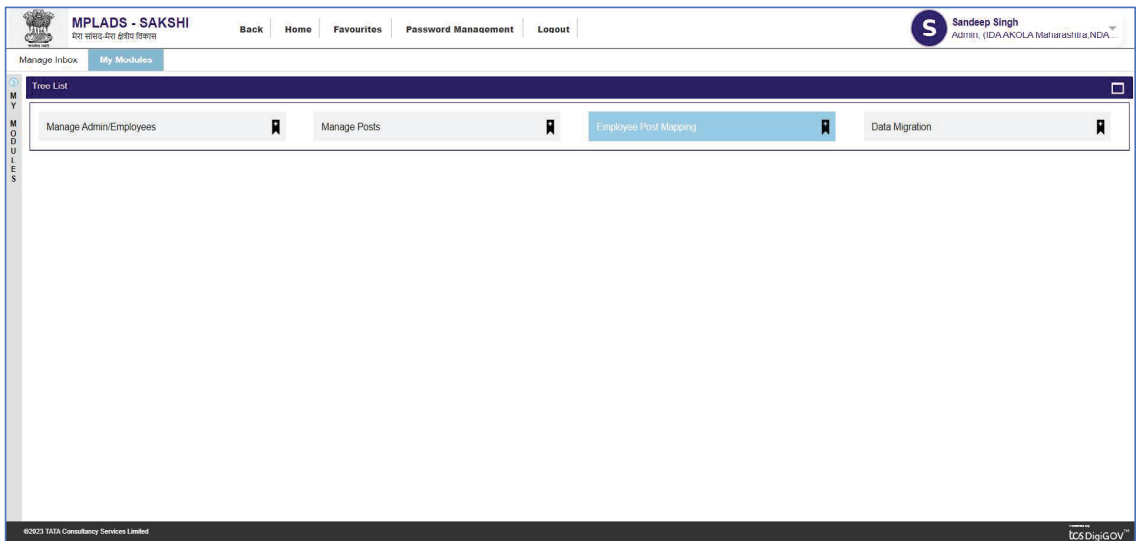 MPLADS - SAKSHI
मेरा सांसद-मेरा क्षेत्रीय विकास
Back Home Favourites Password Management Logout
S
Sandeep Singh
Admin, (IDA AKOLA Maharashtra,NDA...
Manage Inbox My Modules
MY MODULES
Tree List
Manage Admin/Employees Manage Posts Employee Post Mapping Data Migration
©2023 TATA Consultancy Services Limited
tcs DigiGOV™